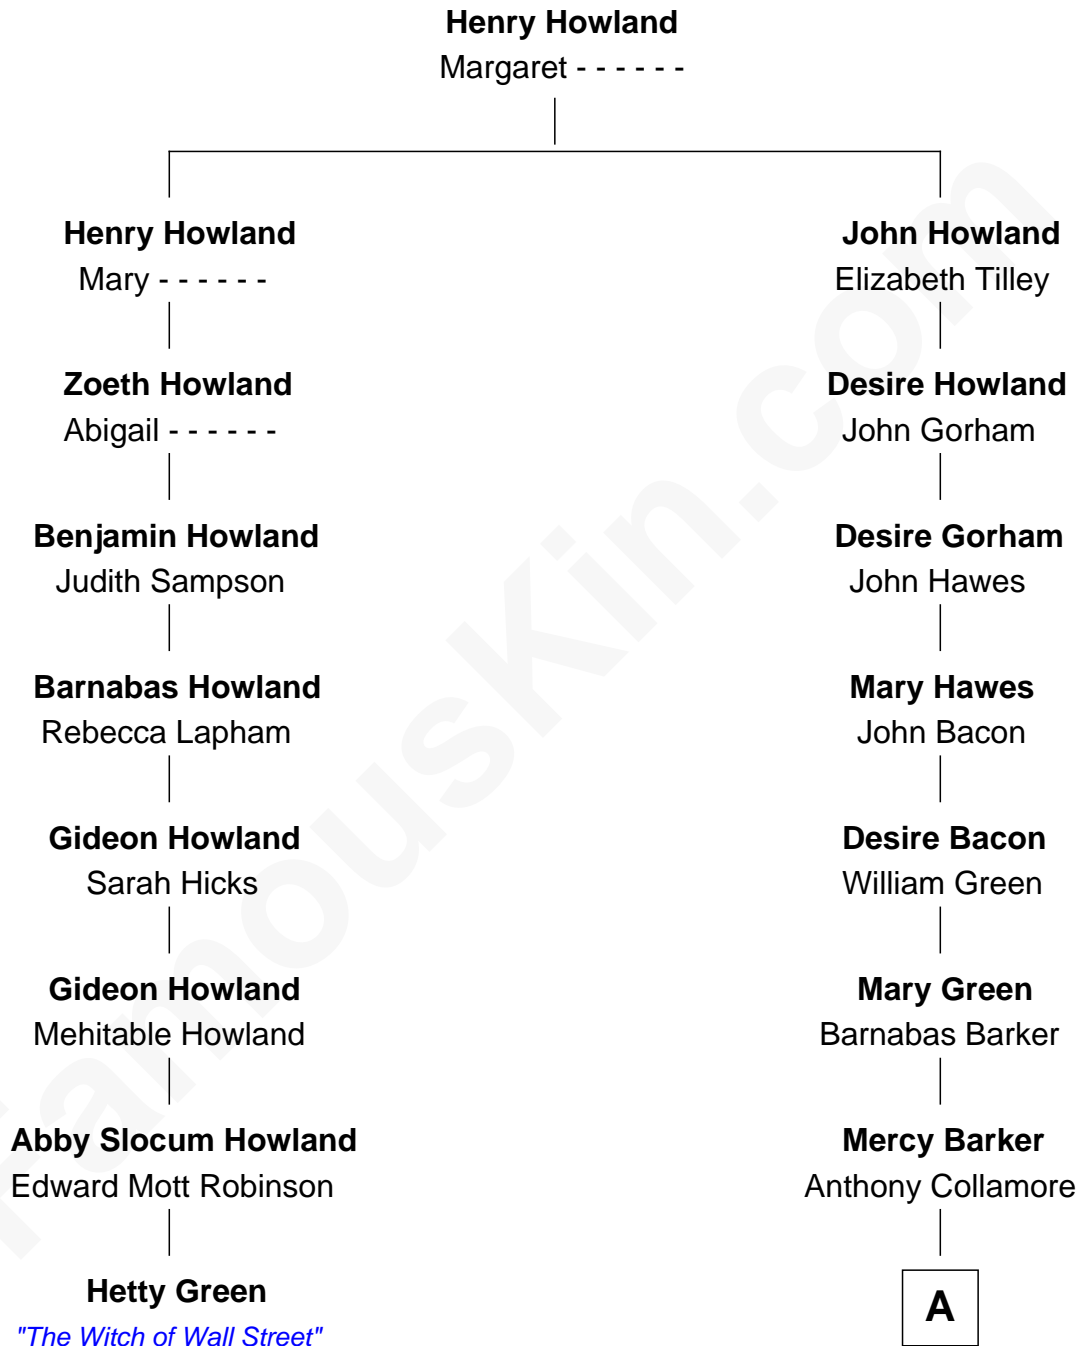 Henry Howland
Margaret - - - - - -
Henry Howland
Mary - - - - - -
John Howland
Elizabeth Tilley
Zoeth Howland
Abigail - - - - - -
Desire Howland
John Gorham
Benjamin Howland
Judith Sampson
Desire Gorham
John Hawes
Barnabas Howland
Rebecca Lapham
Mary Hawes
John Bacon
Gideon Howland
Sarah Hicks
Desire Bacon
William Green
Gideon Howland
Mehitable Howland
Mary Green
Barnabas Barker
Abby Slocum Howland
Edward Mott Robinson
Mercy Barker
Anthony Collamore
Hetty Green
"The Witch of Wall Street"
A
FamousKin.com